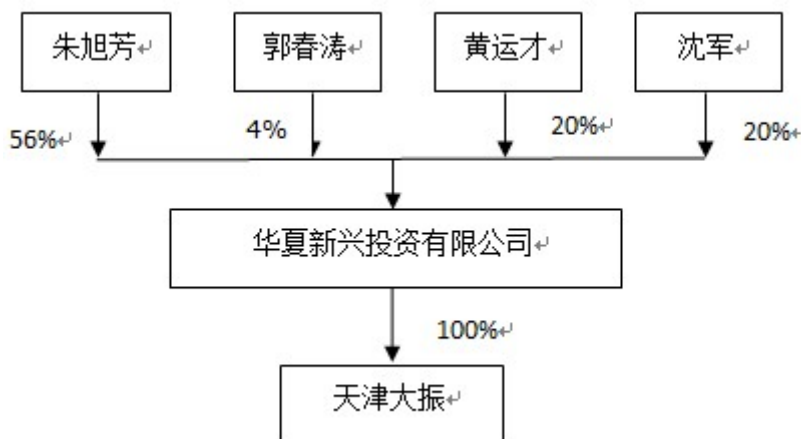 朱旭芳 郭春涛 黄运才 沈军
56% 4% 20% 20%
华夏新兴投资有限公司
100%
天津大振